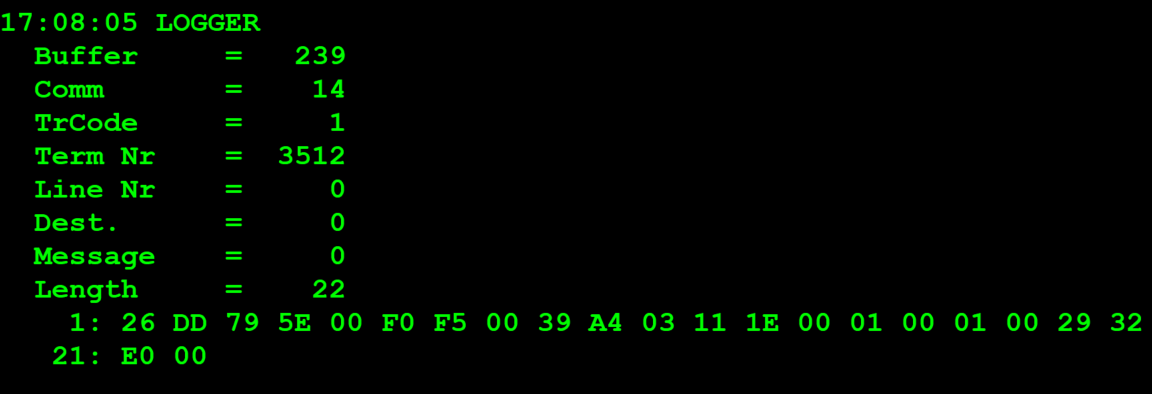 17:08:05 LOGGER
  Buffer     =   239
  Comm       =    14
  TrCode     =     1
  Term Nr    =  3512
  Line Nr    =     0
  Dest.      =     0
  Message    =     0
  Length     =    22
    1: 26 DD 79 5E 00 F0 F5 00 39 A4 03 11 1E 00 01 00 01 00 29 32
   21: E0 00